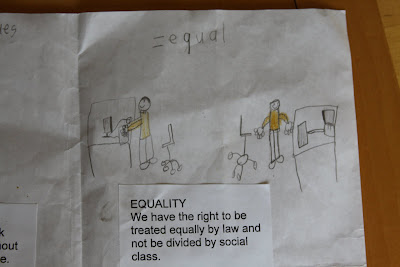 =equal
EQUALITY
We have the right to be
treated equally by law and
not be divided by social
class.